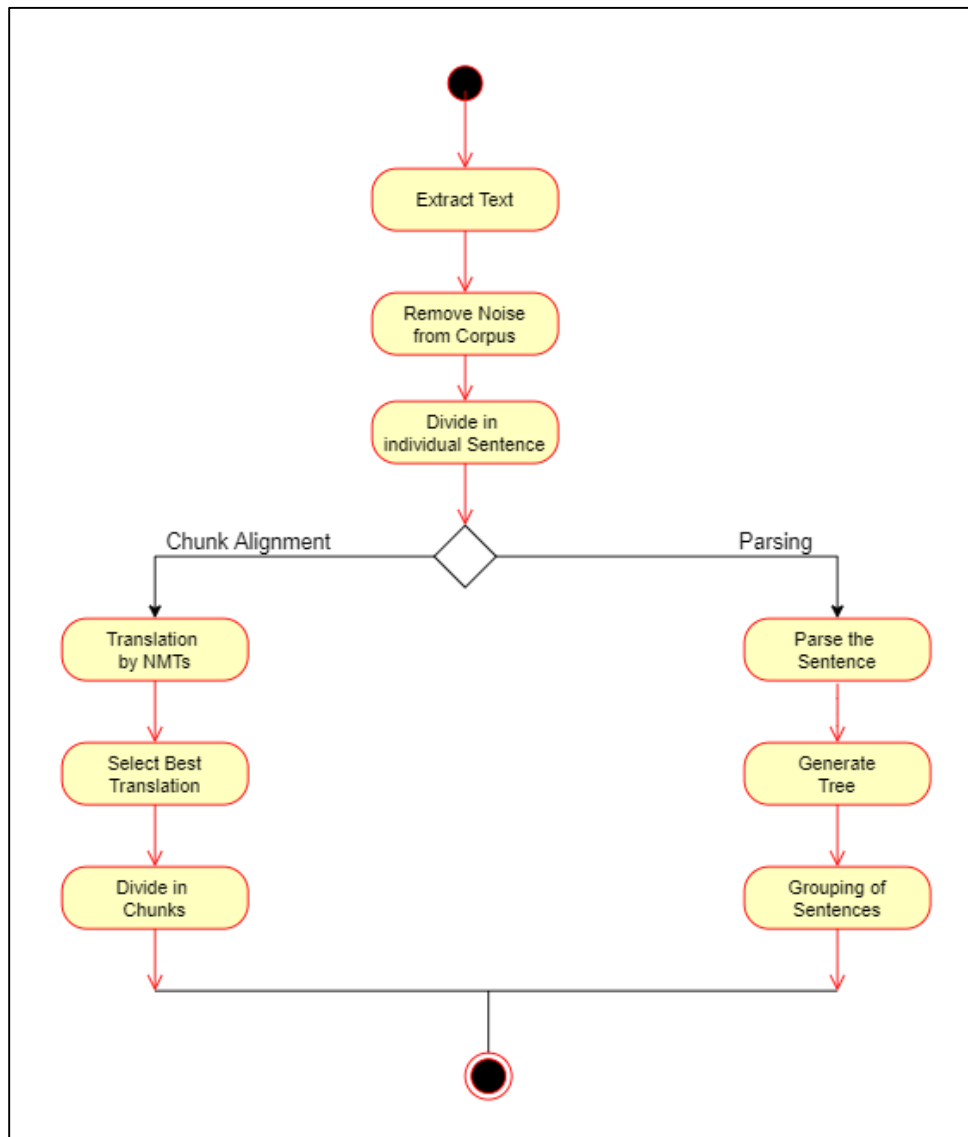 Extract Text
Remove Noise
from Corpus
Divide in
individual Sentence
Chunk Alignment
Parsing
Translation
by NMTs
Parse the
Sentence
Select Best
Translation
Generate
Tree
Divide in
Chunks
Grouping of
Sentences